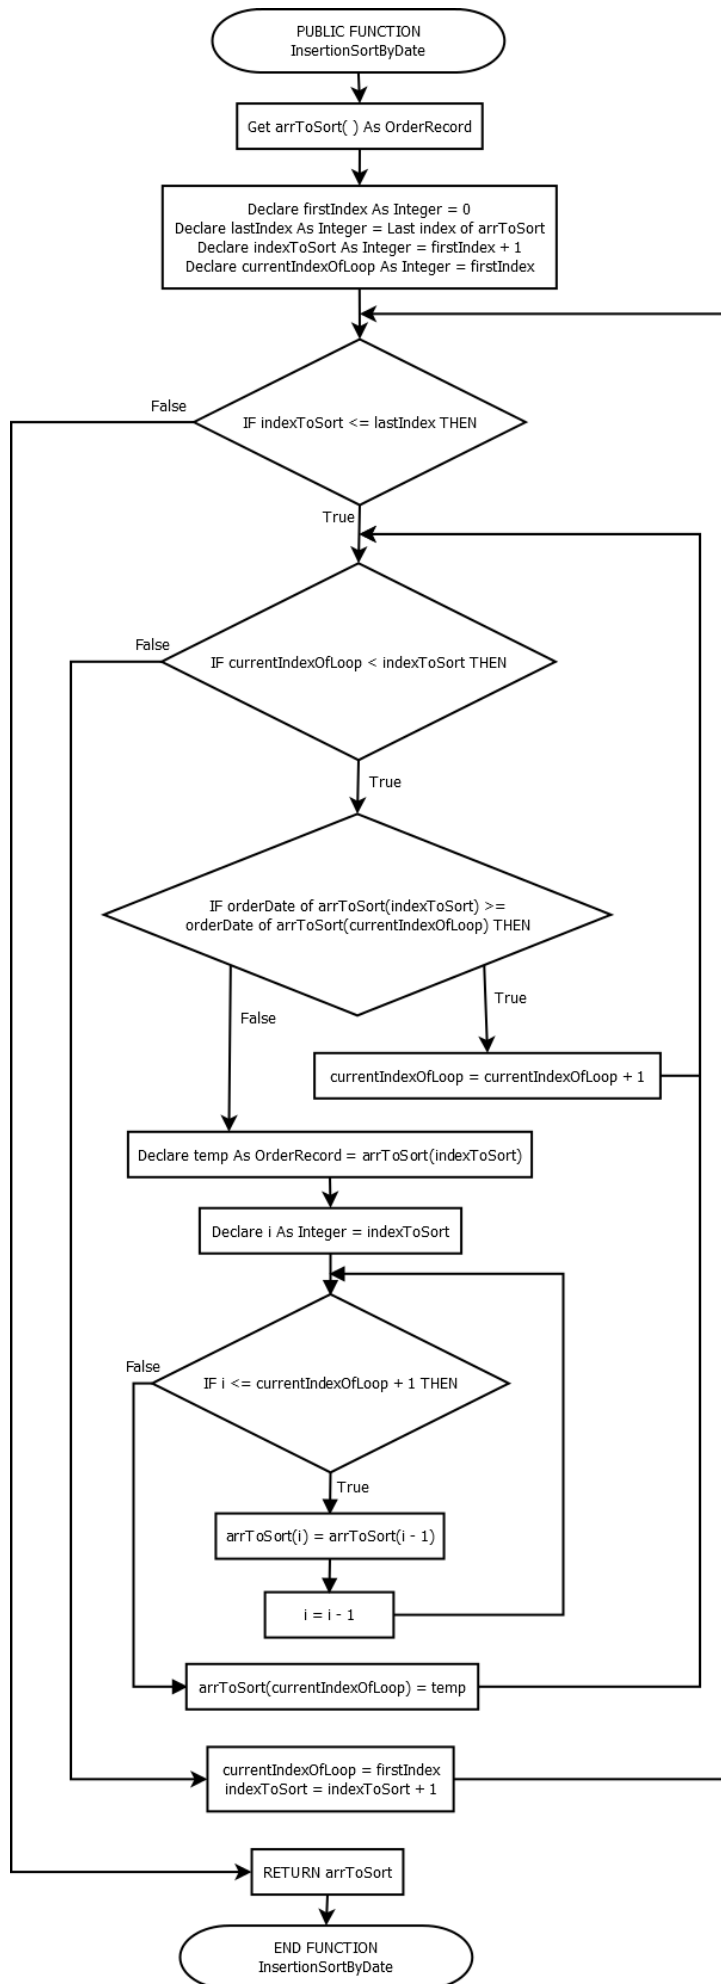 PUBLIC FUNCTION
InsertionSortByDate
Get arrToSort( ) As OrderRecord
Declare firstIndex As Integer = 0
Declare lastIndex As Integer = Last index of arrToSort
Declare indexToSort As Integer = firstIndex + 1
Declare currentIndexOfLoop As Integer = firstIndex
False
IF indexToSort <= lastIndex THEN
True
False
IF currentIndexOfLoop < indexToSort THEN
True
IF orderDate of arrToSort(indexToSort) >=
orderDate of arrToSort(currentIndexOfLoop) THEN
True
False
currentIndexOfLoop = currentIndexOfLoop + 1
Declare temp As OrderRecord = arrToSort(indexToSort)
Declare i As Integer = indexToSort
False
IF i <= currentIndexOfLoop + 1 THEN
True
arrToSort(i) = arrToSort(i - 1)
i = i - 1
arrToSort(currentIndexOfLoop) = temp
currentIndexOfLoop = firstIndex
indexToSort = indexToSort + 1
RETURN arrToSort
END FUNCTION
InsertionSortByDate